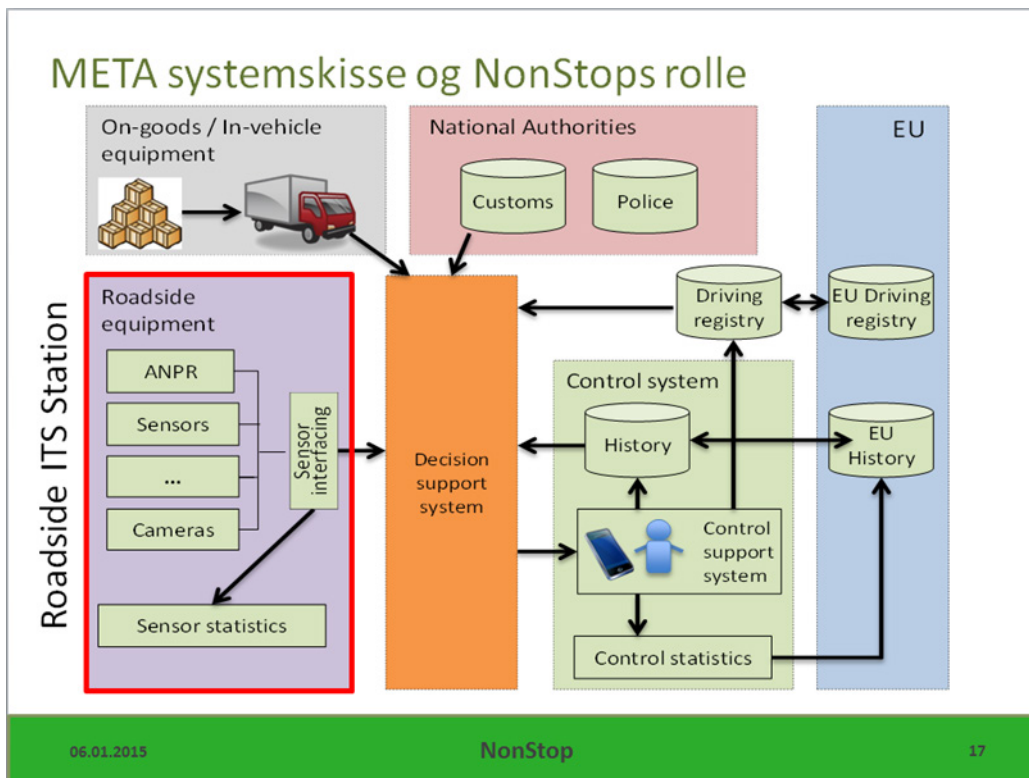 META systemskisse og NonStops rolle
On-goods / In-vehicle
equipment
National Authorities
EU
Customs
Police
Roadside ITS Station
Roadside
equipment
ANPR
Sensors
...
Cameras
Sensor
interfacing
Sensor statistics
Decision
support
system
Driving
registry
EU Driving
registry
Control system
History
EU
History
Control
support
system
Control statistics
06.01.2015
NonStop
17